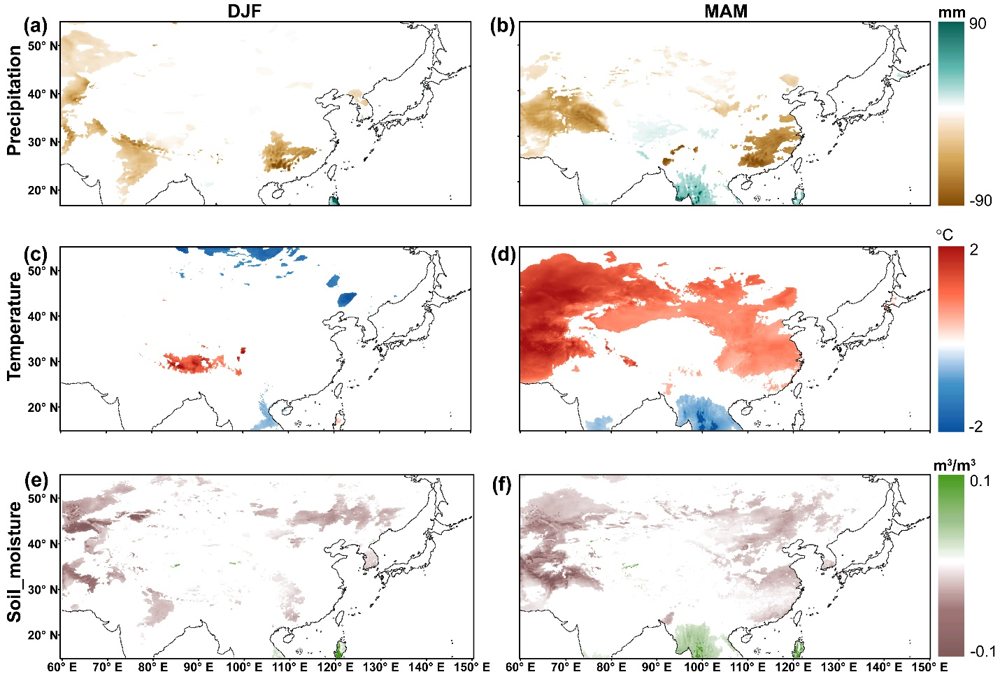 DJF MAM
(a) (b) mm
Precipitation
50° N
40° N
30° N
20° N
90
-90
(c) (d) °C
Temperature
50° N
40° N
30° N
20° N
2
-2
(e) (f) m³/m³
Soil_moisture
50° N
40° N
30° N
20° N
0.1
-0.1
60° E 70° E 80° E 90° E 100° E 110° E 120° E 130° E 140° E 150° E
60° E 70° E 80° E 90° E 100° E 110° E 120° E 130° E 140° E 150° E